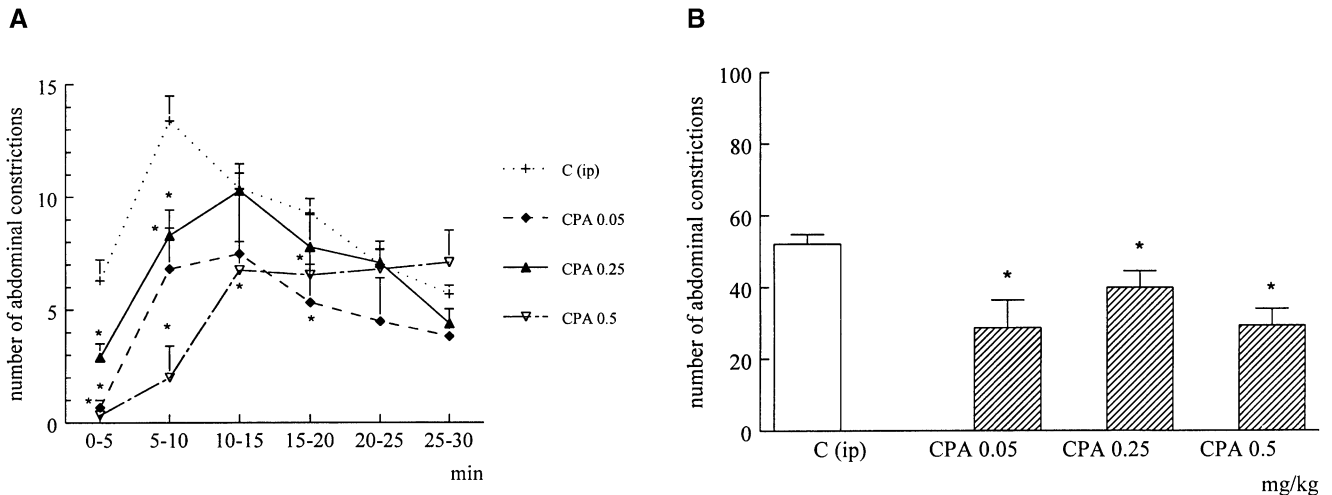 A
number of abdominal constrictions
15
10
5
0
0-5 5-10 10-15 15-20 20-25 25-30
min
* * * * * * * * * *
C (ip)
CPA 0.05
CPA 0.25
CPA 0.5
B
number of abdominal constrictions
100
80
60
40
20
0
* * *
C (ip) CPA 0.05 CPA 0.25 CPA 0.5
mg/kg